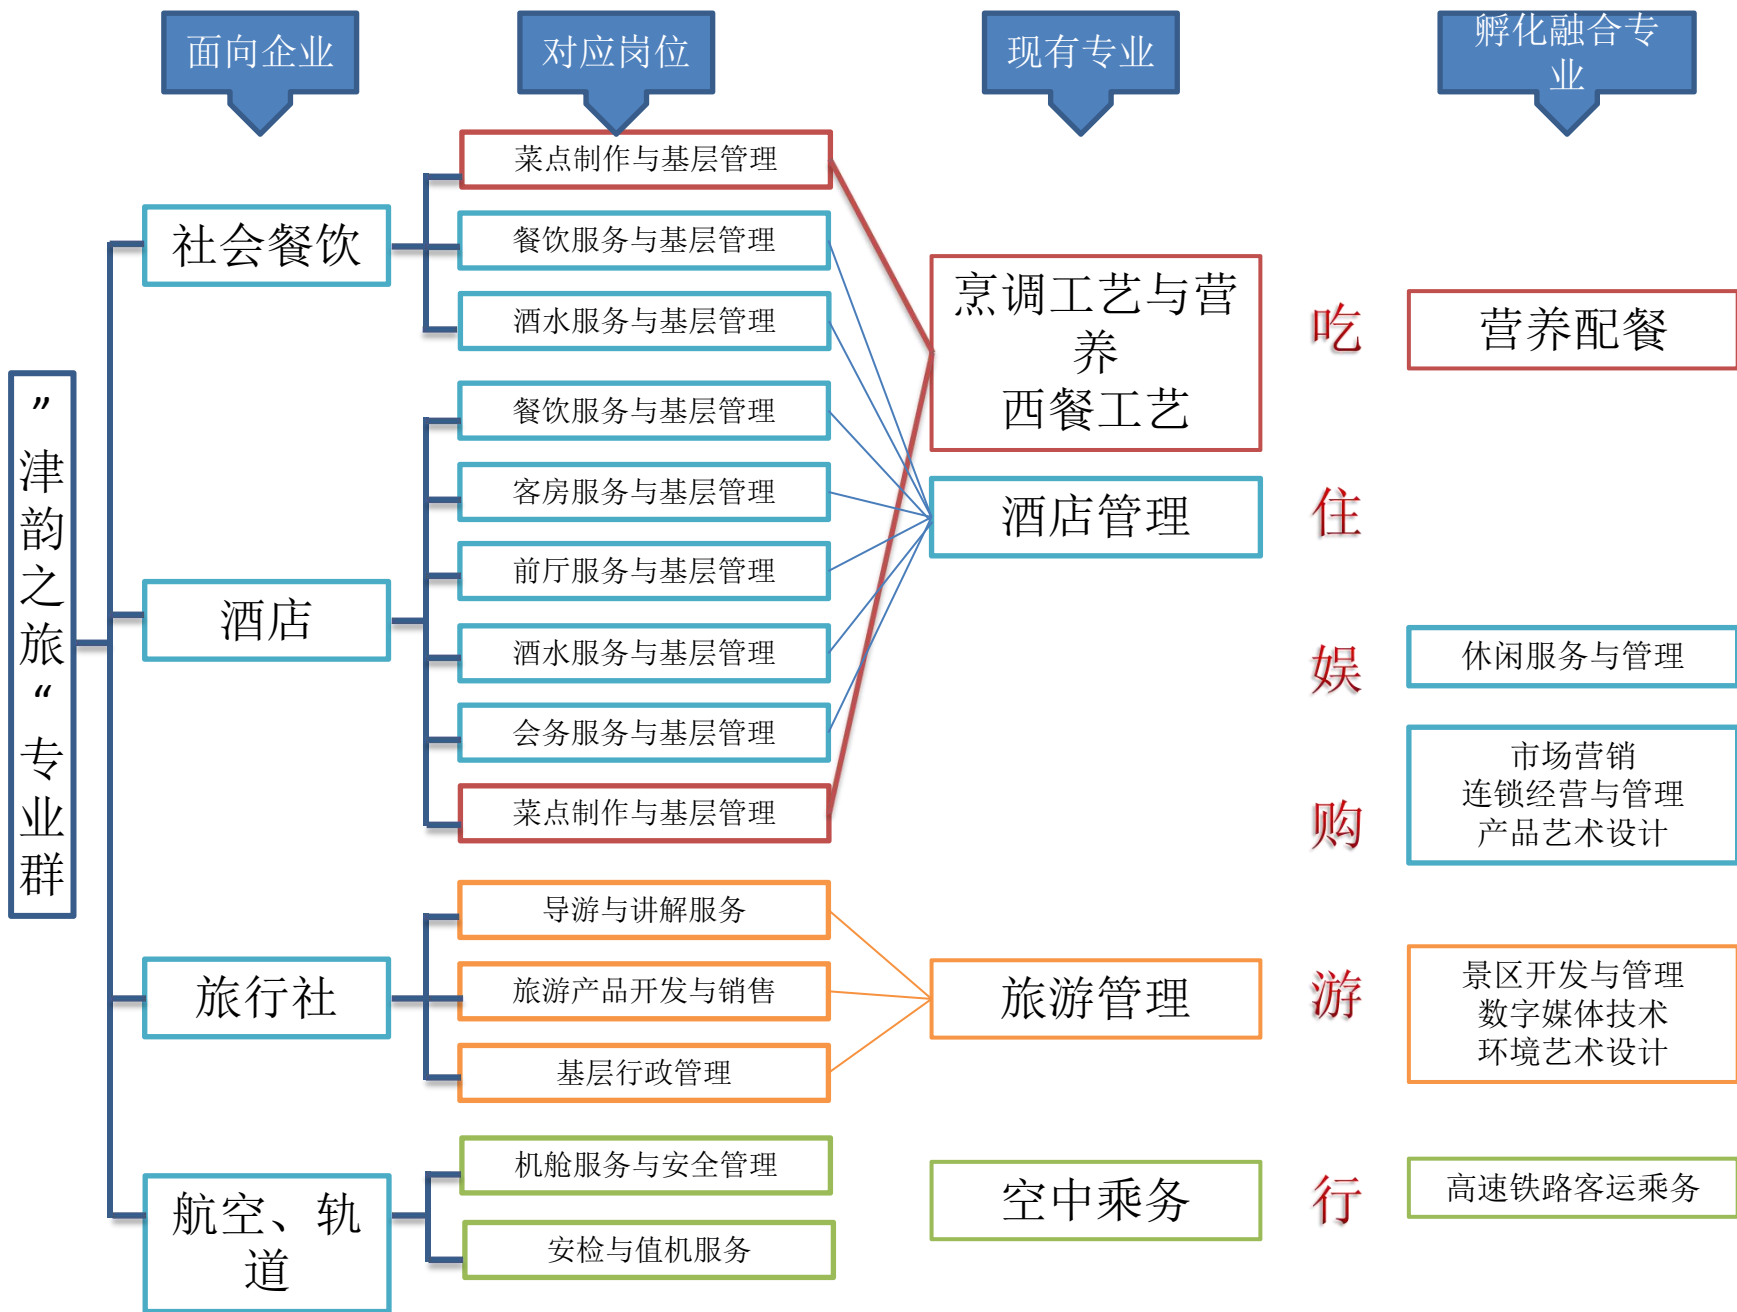 面向企业
对应岗位
现有专业
孵化融合专
业
”
津
韵
之
旅
“
专
业
群
社会餐饮
菜点制作与基层管理
餐饮服务与基层管理
酒水服务与基层管理
酒店
餐饮服务与基层管理
客房服务与基层管理
前厅服务与基层管理
酒水服务与基层管理
会务服务与基层管理
菜点制作与基层管理
旅行社
导游与讲解服务
旅游产品开发与销售
基层行政管理
航空、轨
道
机舱服务与安全管理
安检与值机服务
烹调工艺与营
养
西餐工艺
酒店管理
旅游管理
空中乘务
吃
住
娱
购
游
行
营养配餐
休闲服务与管理
市场营销
连锁经营与管理
产品艺术设计
景区开发与管理
数字媒体技术
环境艺术设计
高速铁路客运乘务